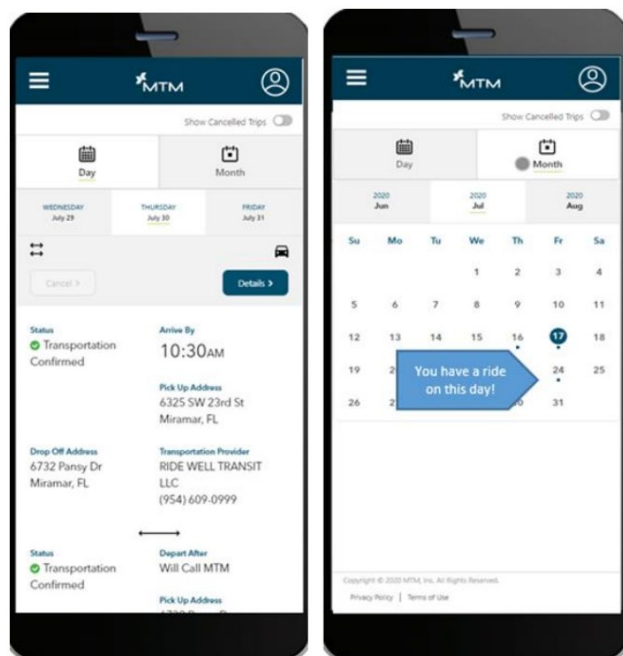 MTM
Show Cancelled Trips
Day
Month
WEDNESDAY
July 29
THURSDAY
July 30
FRIDAY
July 31
Cancel >
Details >
Status
Transportation
Confirmed
Arrive By
10:30AM
Pick Up Address
6325 SW 23rd St
Miramar, FL
Drop Off Address
6732 Pansy Dr
Miramar, FL
Transportation Provider
RIDE WELL TRANSIT
LLC
(954) 609-0999
Status
Transportation
Confirmed
Depart After
Will Call MTM
Pick Up Address
MTM
Show Cancelled Trips
Day
Month
2020
Jun
2020
Jul
2020
Aug
Su Mo Tu We Th Fr Sa
1 2 3 4
5 6 7 8 9 10 11
12 13 14 15 16 17 18
19 24 25
26 31
You have a ride
on this day!
Copyright © 2020 MTM, Inc. All Rights Reserved.
Privacy Policy | Terms of Use